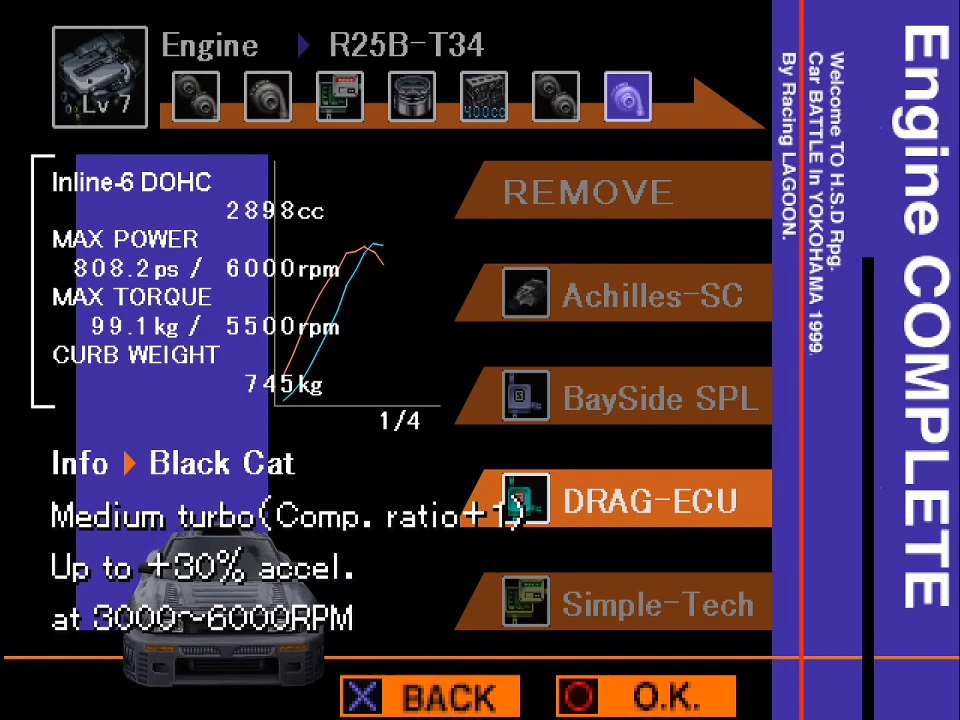 Engine R25B-T34
Lv 7
400cc
Inline-6 DOHC
2898cc
MAX POWER
808.2ps / 6000rpm
MAX TORQUE
99.1kg / 5500rpm
CURB WEIGHT
745kg
1/4
Info Black Cat
Medium turbo(Comp. ratio+1)
Up to +30% accel.
at 3000~6000RPM
REMOVE
Achilles-SC
BaySide SPL
DRAG-ECU
Simple-Tech
BACK
O.K.
Engine COMPLETE
Welcome TO H.S.D Rpg.
Car BATTLE In YOKOHAMA 1999.
By Racing LAGOON.